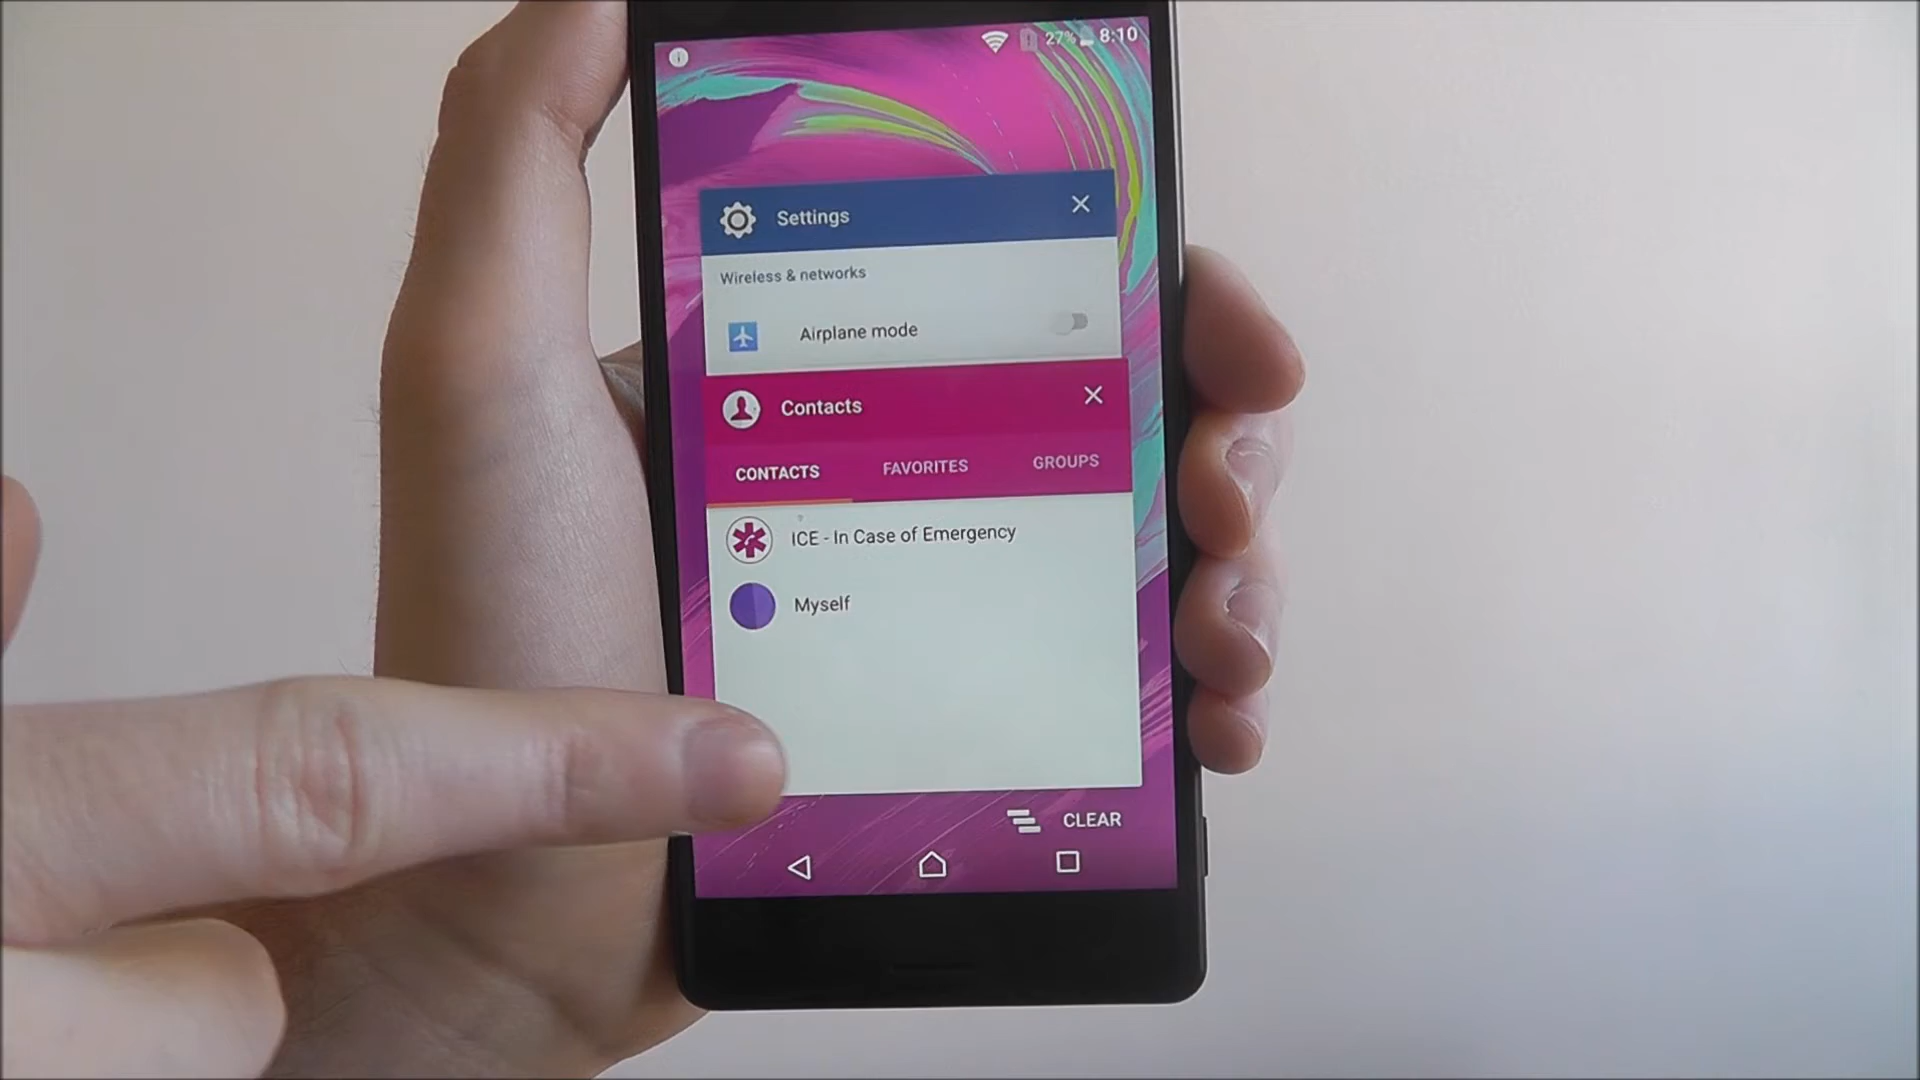 27% 8:10
Settings
Wireless & networks
Airplane mode
Contacts
CONTACTS FAVORITES GROUPS
ICE - In Case of Emergency
Myself
CLEAR